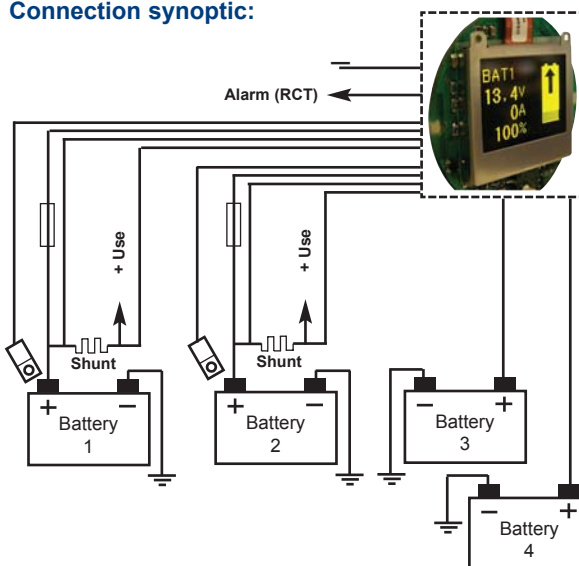 Connection synoptic:
BAT1
13.4V
0A
100%
Alarm (RCT)
+ Use
+ Use
Shunt
Shunt
+ −
Battery
1
+ −
Battery
2
− +
Battery
3
− +
Battery
4